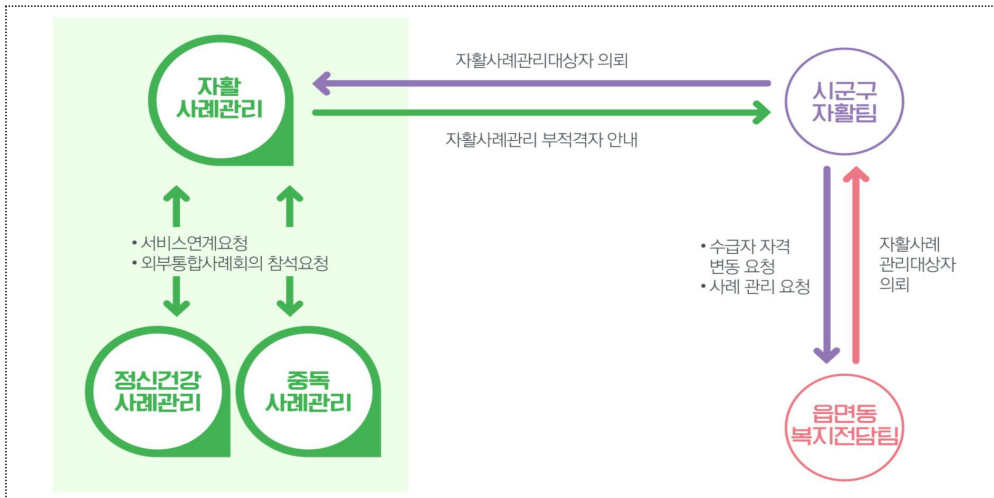 자활사례관리대상자 의뢰
자활
사례관리
시군구
자활팀
자활사례관리 부적격자 안내
• 서비스연계요청
• 외부통합사례회의 참석요청
• 수급자 자격
변동 요청
• 사례 관리 요청
자활사례
관리대상자
의뢰
정신건강
사례관리
중독
사례관리
읍면동
복지전담팀